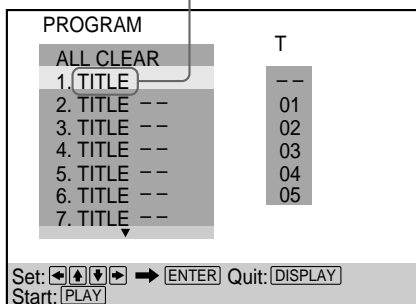 PROGRAM
T
ALL CLEAR
1. TITLE
– –
2. TITLE – –
01
3. TITLE – –
02
4. TITLE – –
03
5. TITLE – –
04
6. TITLE – –
05
7. TITLE – –
Set: ENTER Quit: DISPLAY
Start: PLAY